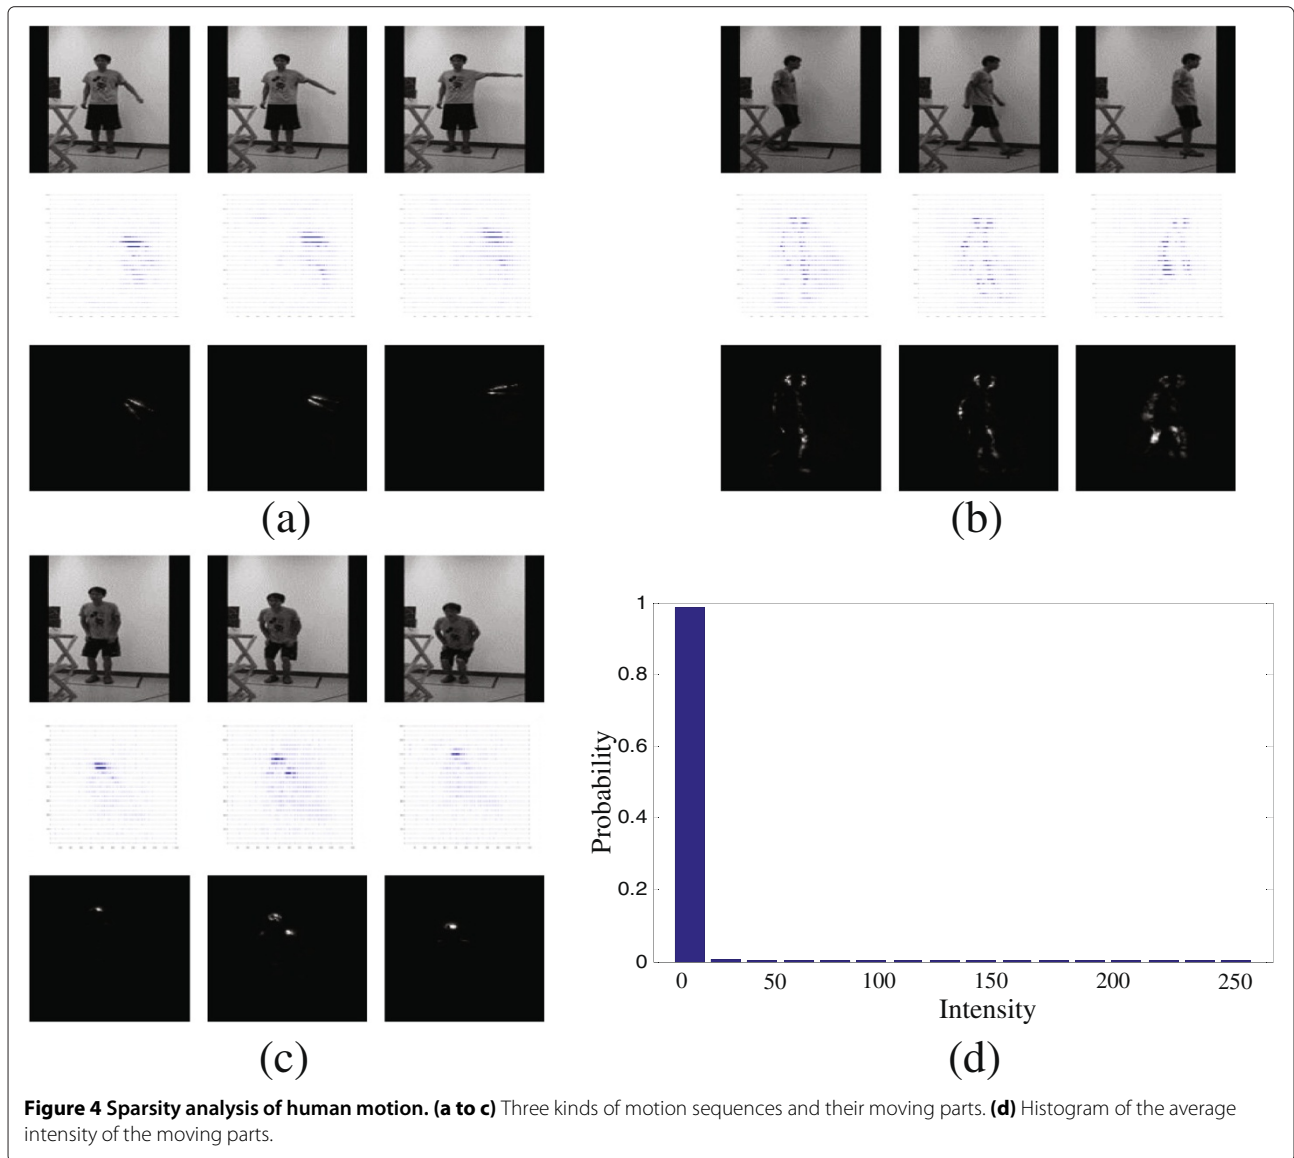 (a)
(b)
(c)
1
0.8
0.6
0.4
0.2
0
Probability
0
50
100
150
200
250
Intensity
(d)
Figure 4 Sparsity analysis of human motion. (a to c) Three kinds of motion sequences and their moving parts. (d) Histogram of the average
intensity of the moving parts.